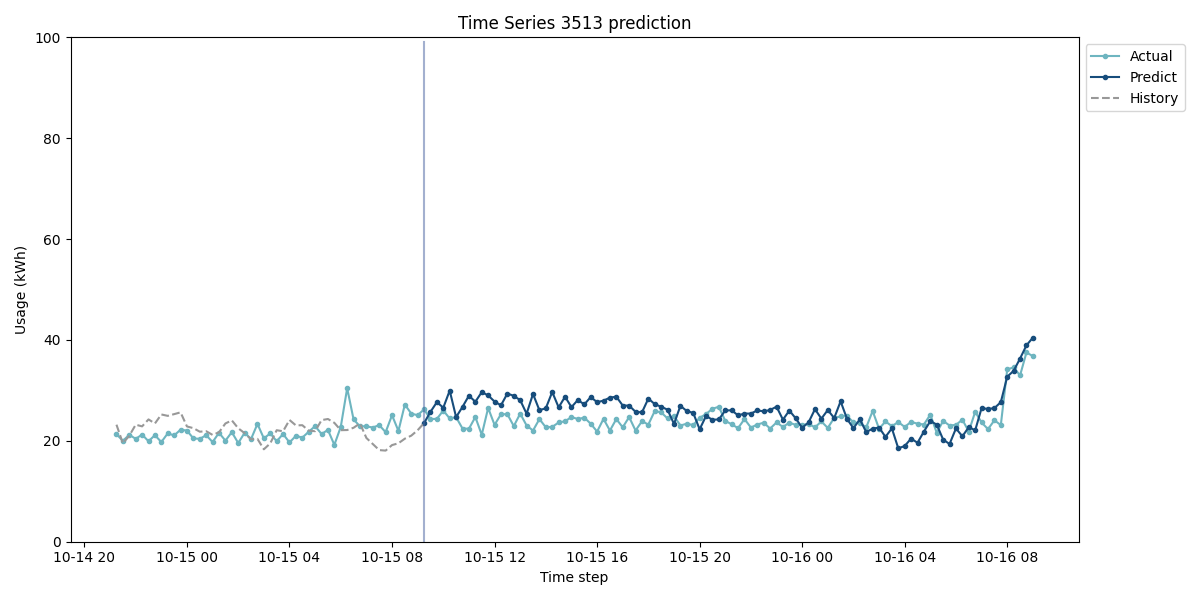 Time Series 3513 prediction
Usage (kWh)
100
80
60
40
20
0
10-14 20
10-15 00
10-15 04
10-15 08
10-15 12
10-15 16
10-15 20
10-16 00
10-16 04
10-16 08
Time step
Actual
Predict
History